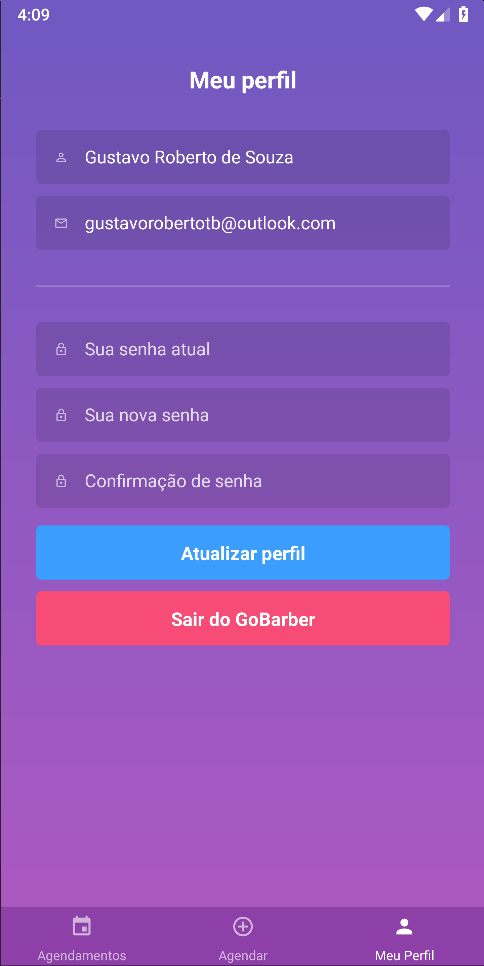 4:09
Meu perfil
Gustavo Roberto de Souza
gustavorobertotb@outlook.com
Sua senha atual
Sua nova senha
Confirmação de senha
Atualizar perfil
Sair do GoBarber
Agendamentos
Agendar
Meu Perfil